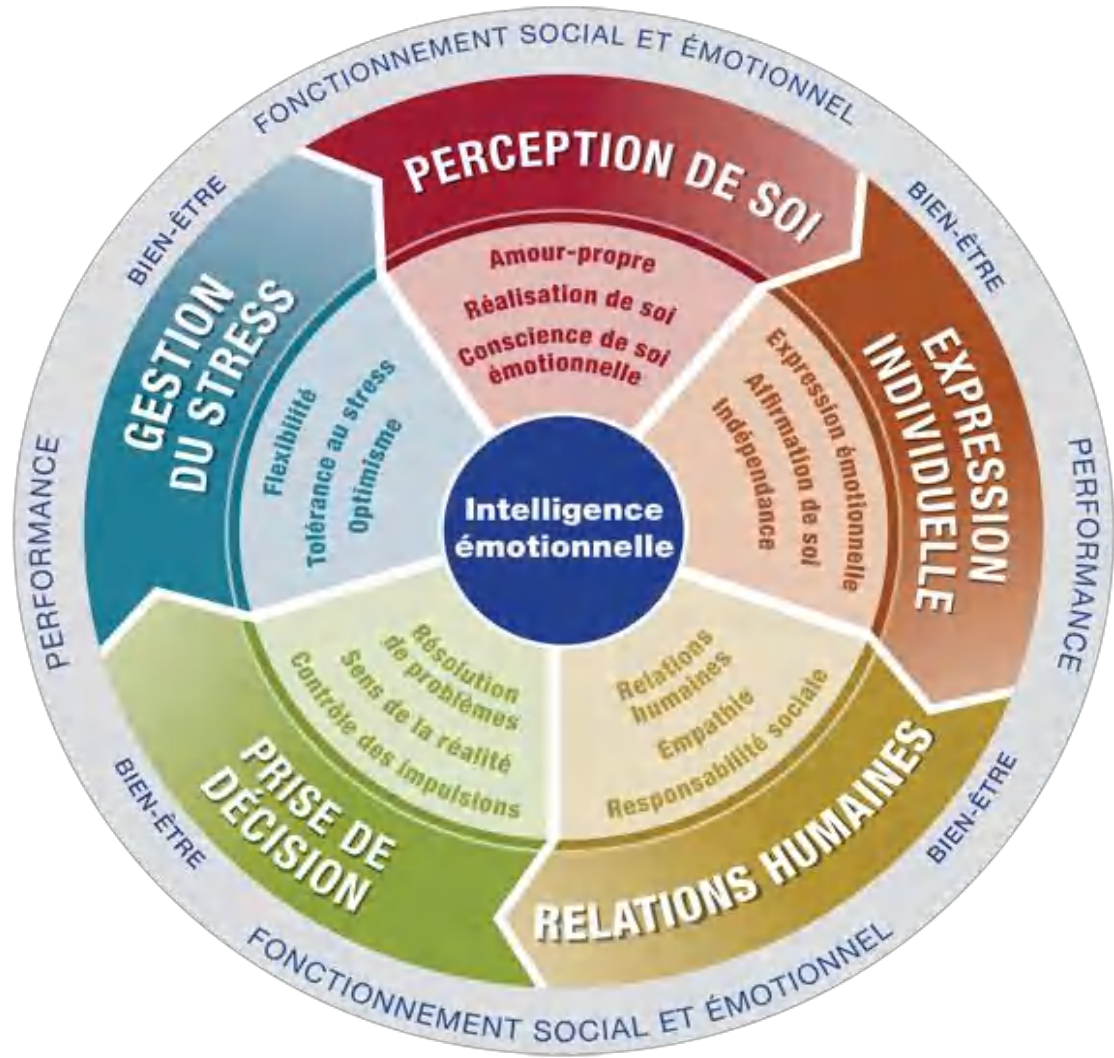 FONCTIONNEMENT SOCIAL ET ÉMOTIONNEL
BIEN-ÊTRE
BIEN-ÊTRE
PERFORMANCE
PERFORMANCE
BIEN-ÊTRE
BIEN-ÊTRE
FONCTIONNEMENT SOCIAL ET ÉMOTIONNEL
PERCEPTION DE SOI
Amour-propre
Réalisation de soi
Conscience de soi
émotionnelle
EXPRESSION
INDIVIDUELLE
Expression émotionnelle
Affirmation de soi
Indépendance
RELATIONS HUMAINES
Relations
humaines
Empathie
Responsabilité sociale
PRISE DE
DÉCISION
Résolution
de problèmes
Sens de la réalité
Contrôle des impulsions
GESTION
DU STRESS
Flexibilité
Tolérance au stress
Optimisme
Intelligence
émotionnelle